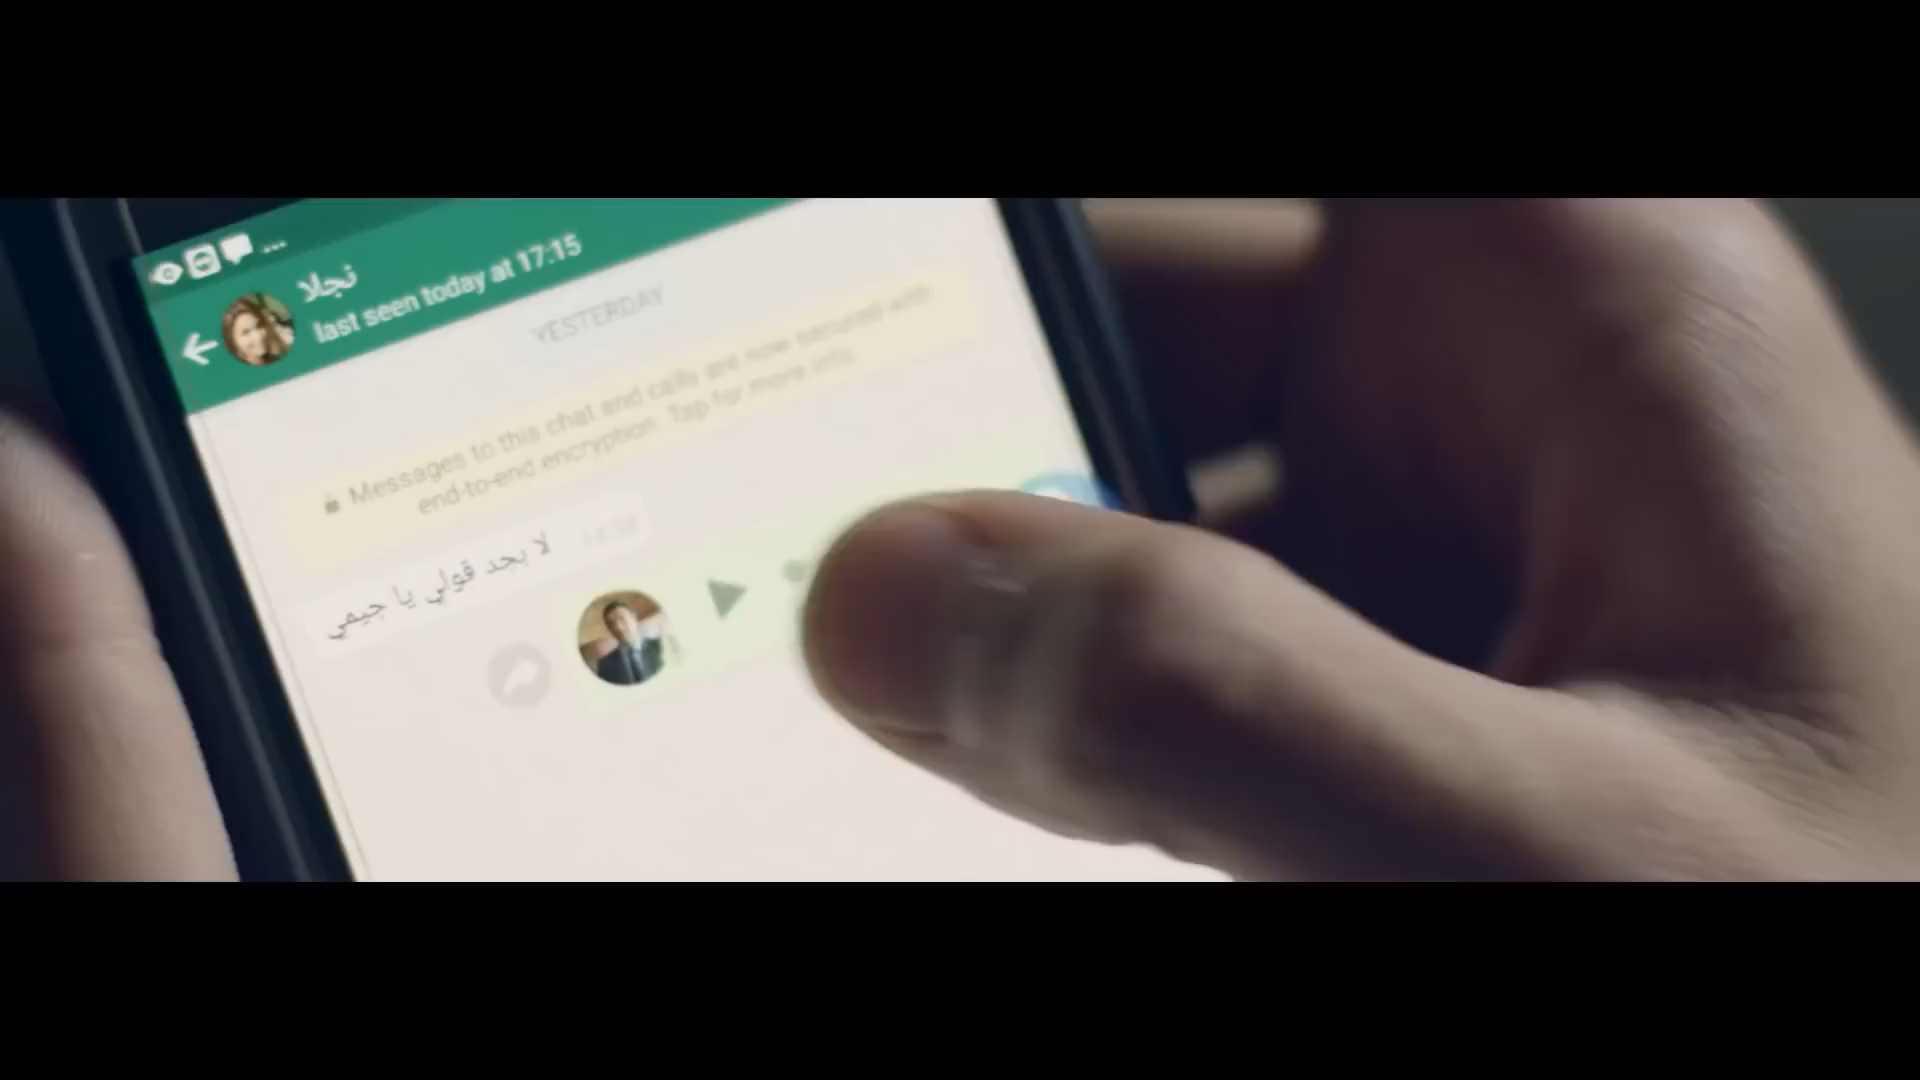 ...
نجلا
last seen today at 17:15
YESTERDAY
Messages to this chat and calls are now secured with
end-to-end encryption. Tap for more info.
لا بجد قولي يا جيمي